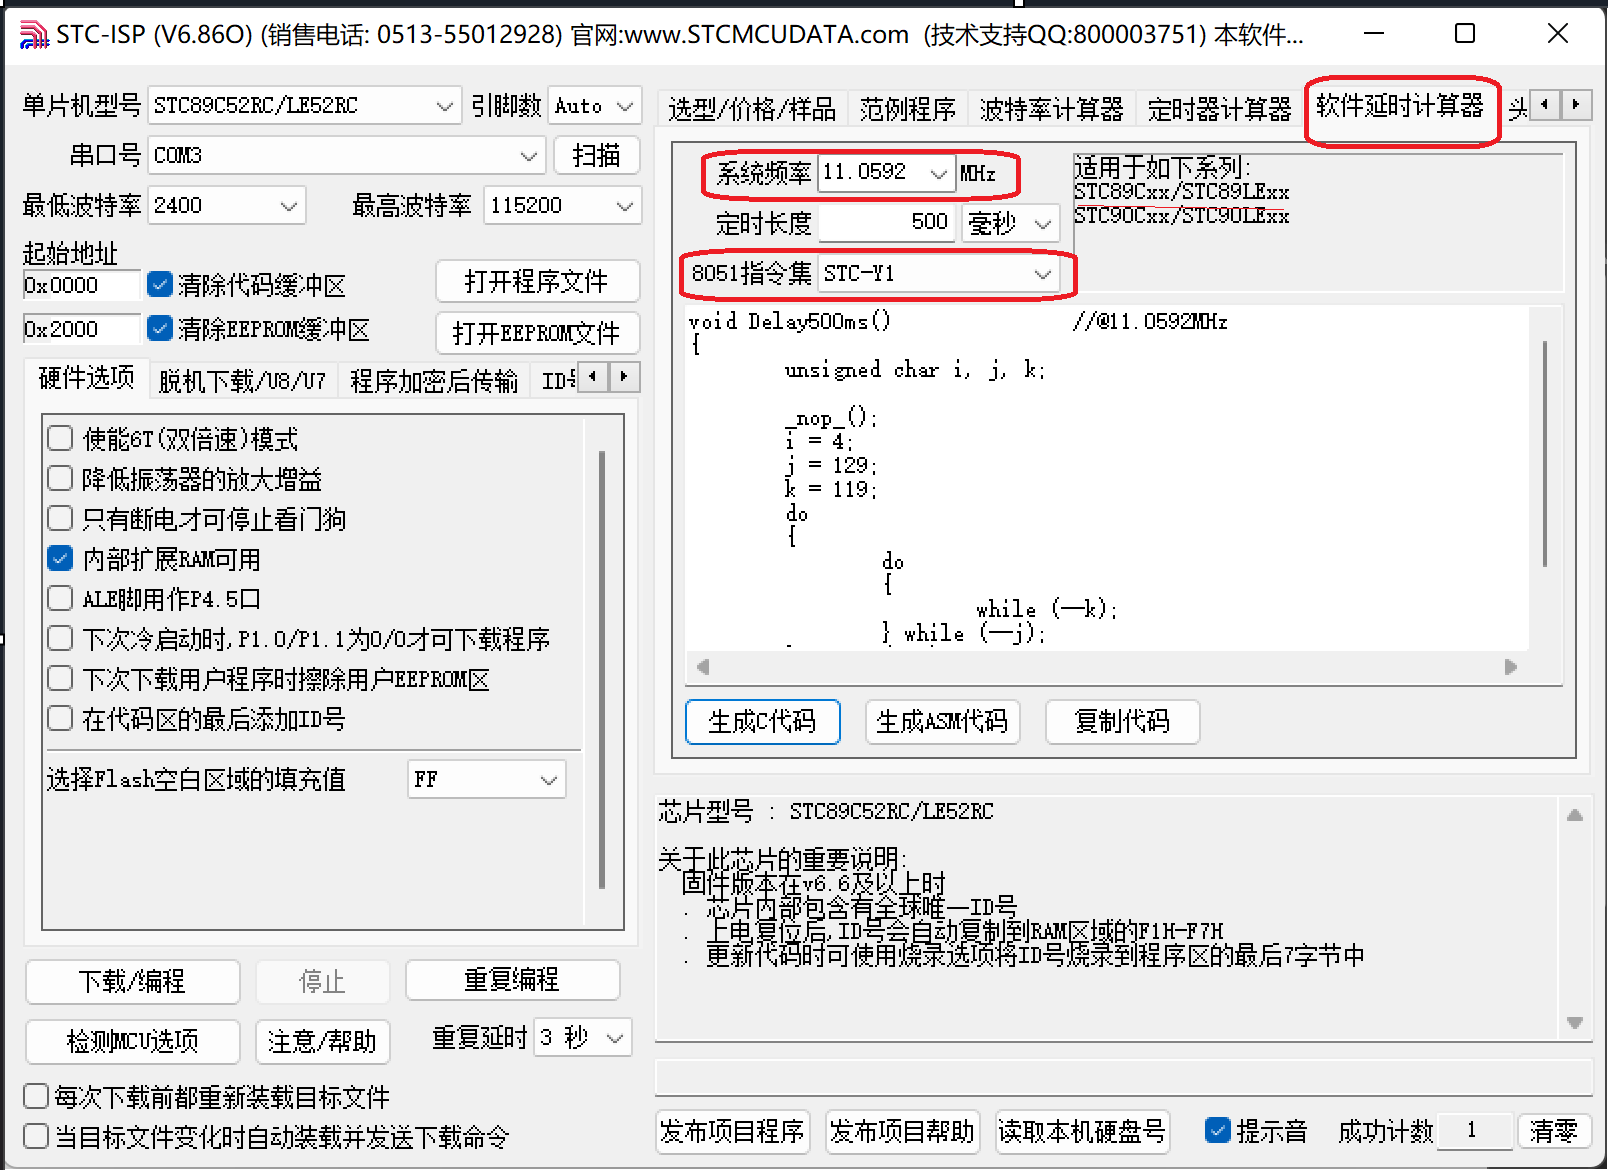 STC-ISP (V6.86O) (销售电话: 0513-55012928) 官网:www.STCMCUDATA.com (技术支持QQ:800003751) 本软件...
单片机型号 STC89C52RC/LE52RC 引脚数 Auto
串口号 COM3 扫描
最低波特率 2400 最高波特率 115200
起始地址
0x0000 清除代码缓冲区 打开程序文件
0x2000 清除EEPROM缓冲区 打开EEPROM文件
硬件选项 脱机下载/U8/U7 程序加密后传输 ID号
使能6T(双倍速)模式
降低振荡器的放大增益
只有断电才可停止看门狗
内部扩展RAM可用
ALE脚用作P4.5口
下次冷启动时,P1.0/P1.1为0/0才可下载程序
下次下载用户程序时擦除用户EEPROM区
在代码区的最后添加ID号
选择Flash空白区域的填充值 FF
下载/编程 停止 重复编程
检测MCU选项 注意/帮助 重复延时 3 秒
每次下载前都重新装载目标文件
当目标文件变化时自动装载并发送下载命令
选型/价格/样品 范例程序 波特率计算器 定时器计算器 软件延时计算器 头
系统频率 11.0592 MHz
定时长度 500 毫秒
8051指令集 STC-Y1
适用于如下系列:
STC89Cxx/STC89LExx
STC90Cxx/STC90LExx
void Delay500ms() //@11.0592MHz
{
unsigned char i, j, k;
_nop_();
i = 4;
j = 129;
k = 119;
do
{
do
{
while (--k);
} while (--j);
生成C代码 生成ASM代码 复制代码
芯片型号 : STC89C52RC/LE52RC
关于此芯片的重要说明:
固件版本在v6.6及以上时
. 芯片内部包含有全球唯一ID号
. 上电复位后,ID号会自动复制到RAM区域的F1H-F7H
. 更新代码时可使用烧录选项将ID号烧录到程序区的最后7字节中
发布项目程序 发布项目帮助 读取本机硬盘号 提示音 成功计数 1 清零